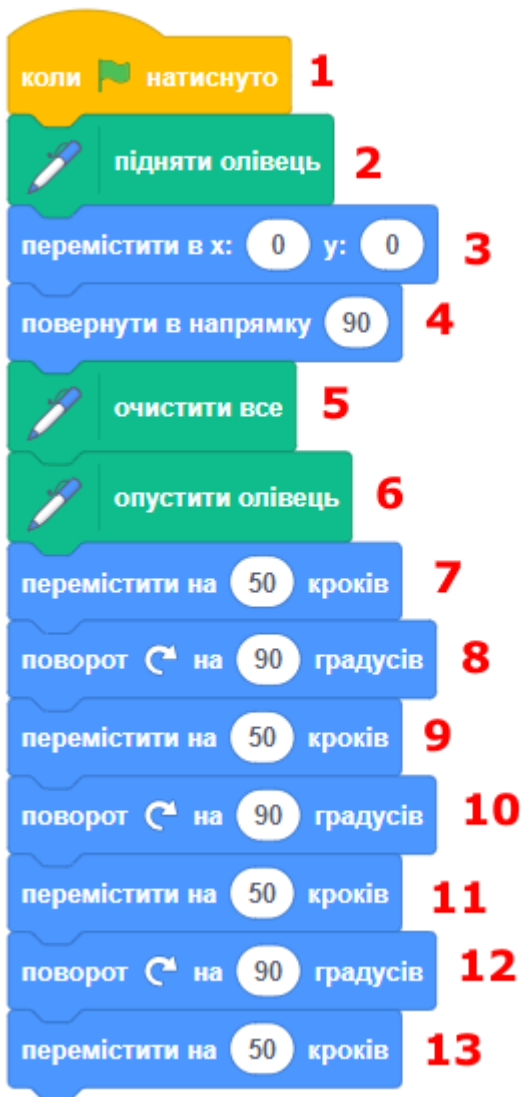 коли натиснуто 1
підняти олівець 2
перемістити в x: 0 y: 0 3
повернути в напрямку 90 4
очистити все 5
опустити олівець 6
перемістити на 50 кроків 7
поворот на 90 градусів 8
перемістити на 50 кроків 9
поворот на 90 градусів 10
перемістити на 50 кроків 11
поворот на 90 градусів 12
перемістити на 50 кроків 13